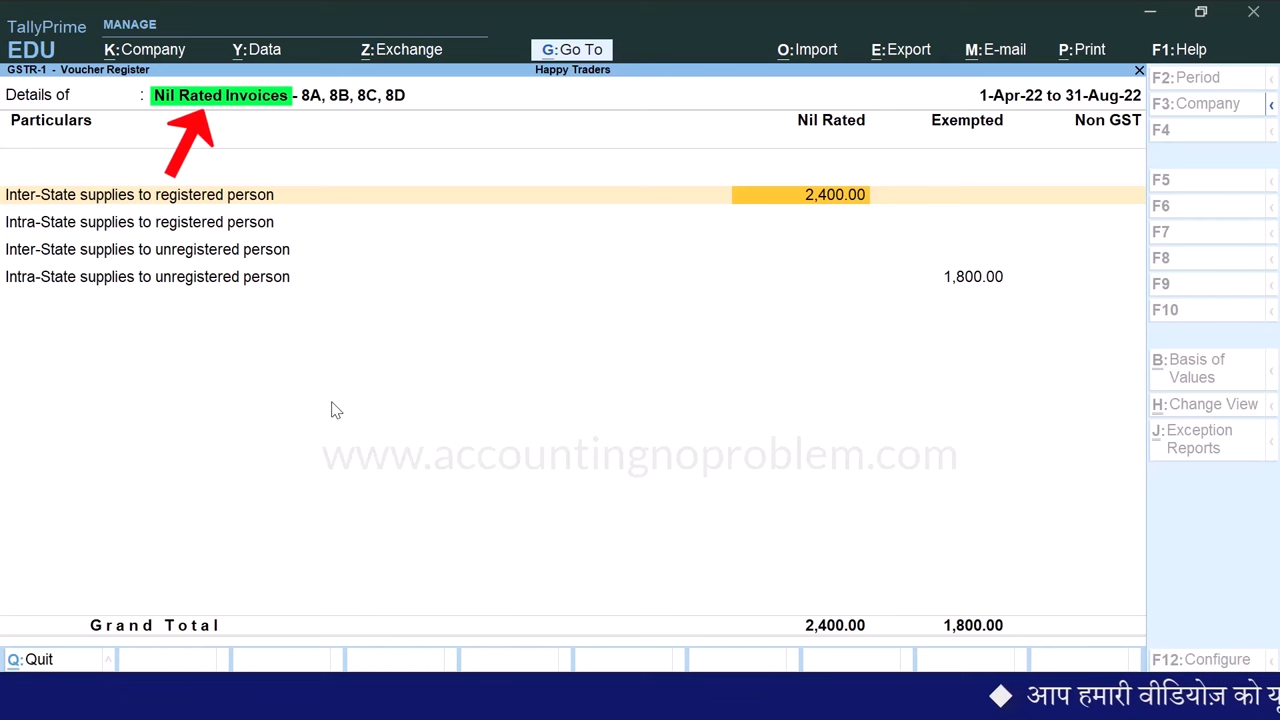 TallyPrime MANAGE
EDU K:Company Y:Data Z:Exchange G:Go To O:Import E:Export M:E-mail P:Print F1:Help
GSTR-1 - Voucher Register Happy Traders
Details of : Nil Rated Invoices - 8A, 8B, 8C, 8D 1-Apr-22 to 31-Aug-22
Particulars Nil Rated Exempted Non GST
Inter-State supplies to registered person 2,400.00
Intra-State supplies to registered person
Inter-State supplies to unregistered person
Intra-State supplies to unregistered person 1,800.00
www.accountingnoproblem.com
Grand Total 2,400.00 1,800.00
Q:Quit
F2:Period
F3:Company
F4
F5
F6
F7
F8
F9
F10
B:Basis of
Values
H:Change View
J:Exception
Reports
F12:Configure
आप हमारी वीडियोज़ को